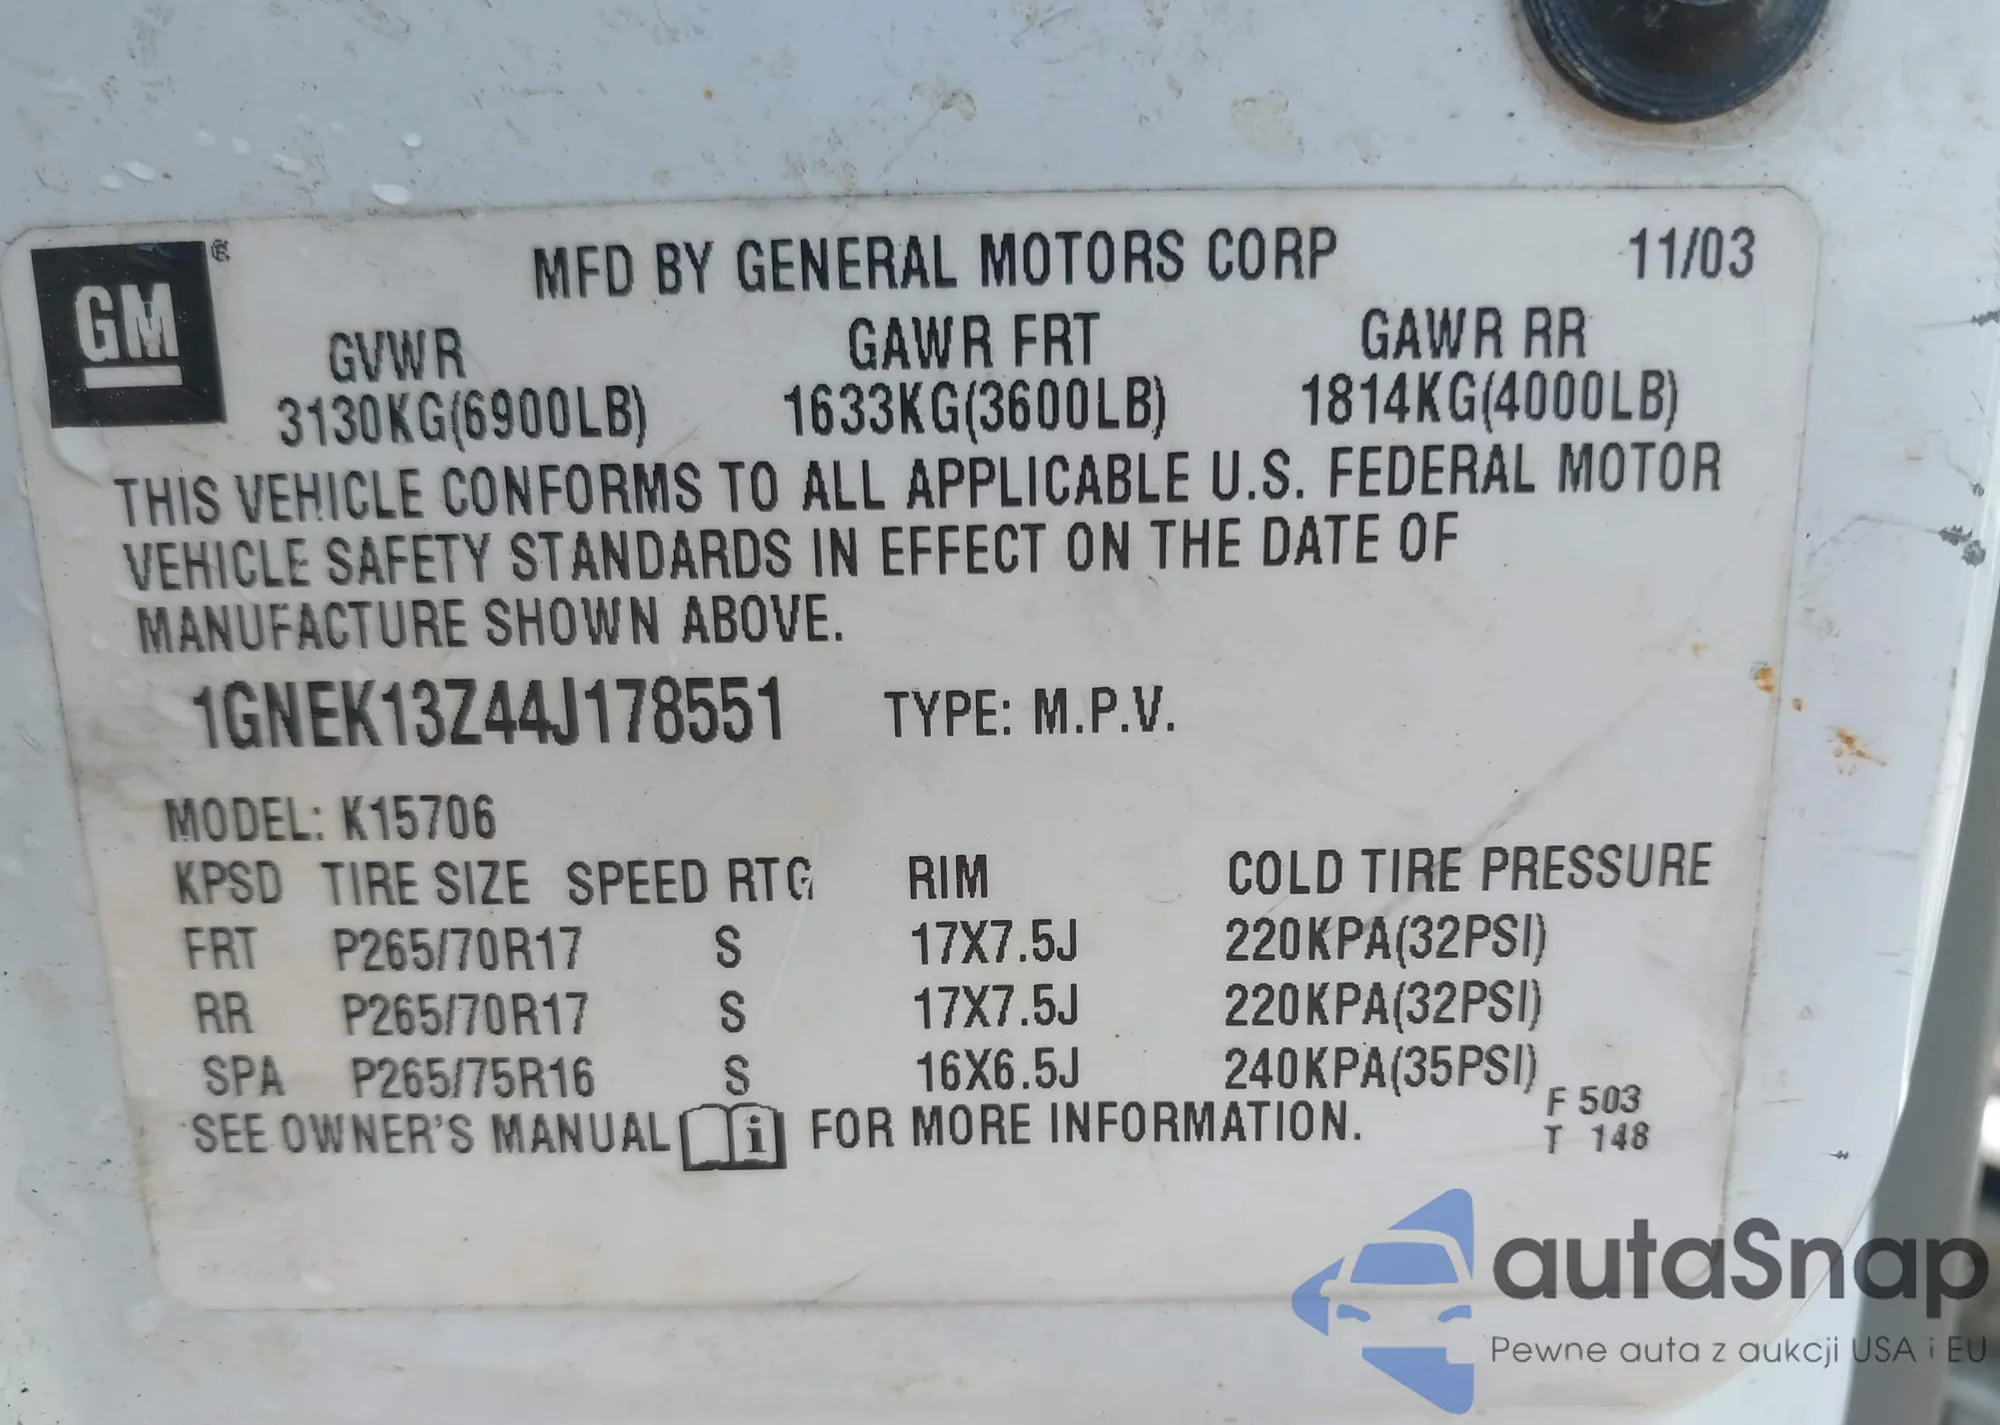 GM ®
MFD BY GENERAL MOTORS CORP 11/03
GVWR GAWR FRT GAWR RR
3130KG(6900LB) 1633KG(3600LB) 1814KG(4000LB)
THIS VEHICLE CONFORMS TO ALL APPLICABLE U.S. FEDERAL MOTOR
VEHICLE SAFETY STANDARDS IN EFFECT ON THE DATE OF
MANUFACTURE SHOWN ABOVE.
1GNEK13Z44J178551 TYPE: M.P.V.
MODEL: K15706
KPSD TIRE SIZE SPEED RTG RIM COLD TIRE PRESSURE
FRT P265/70R17 S 17X7.5J 220KPA(32PSI)
RR P265/70R17 S 17X7.5J 220KPA(32PSI)
SPA P265/75R16 S 16X6.5J 240KPA(35PSI)
SEE OWNER'S MANUAL i FOR MORE INFORMATION.
F 503
T 148
autaSnap
Pewne auta z aukcji USA i EU